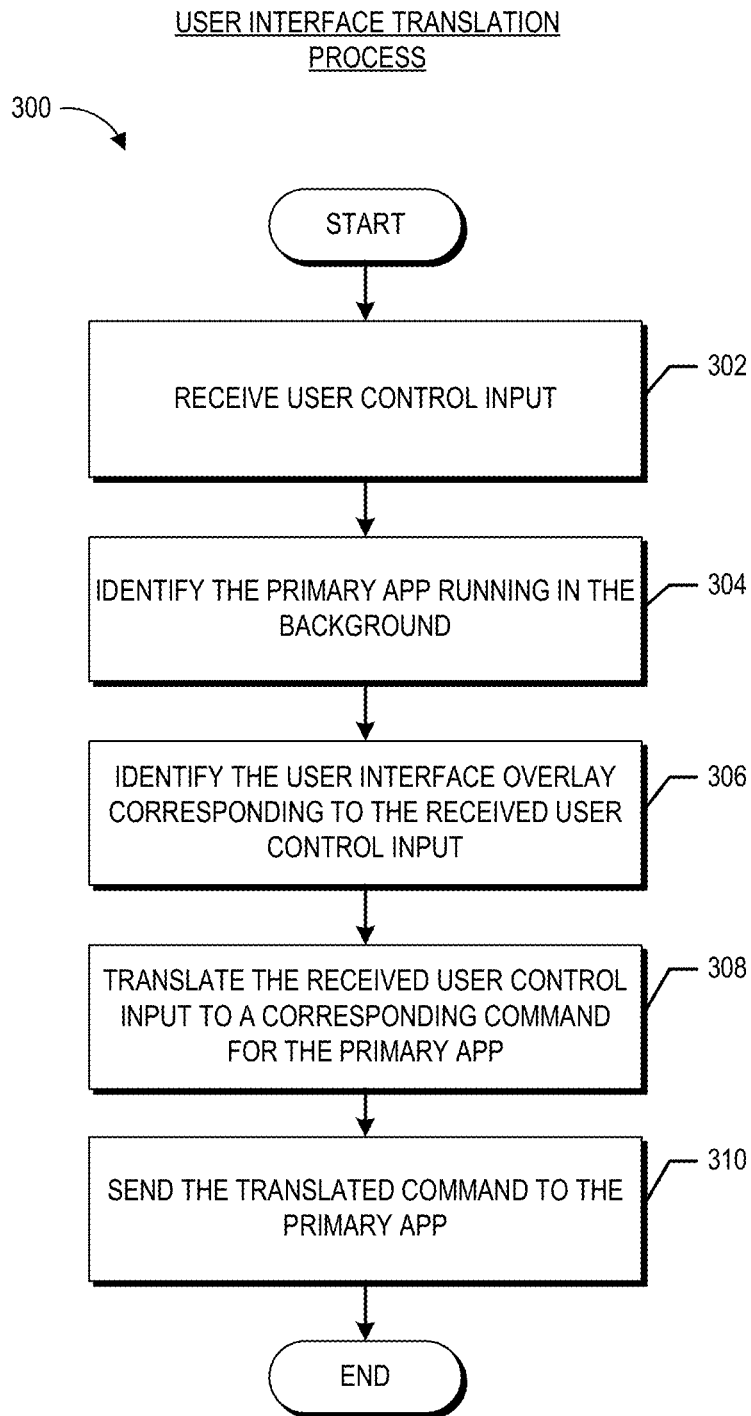 USER INTERFACE TRANSLATION
PROCESS
300
START
RECEIVE USER CONTROL INPUT
302
IDENTIFY THE PRIMARY APP RUNNING IN THE
BACKGROUND
304
IDENTIFY THE USER INTERFACE OVERLAY
CORRESPONDING TO THE RECEIVED USER
CONTROL INPUT
306
TRANSLATE THE RECEIVED USER CONTROL
INPUT TO A CORRESPONDING COMMAND
FOR THE PRIMARY APP
308
SEND THE TRANSLATED COMMAND TO THE
PRIMARY APP
310
END